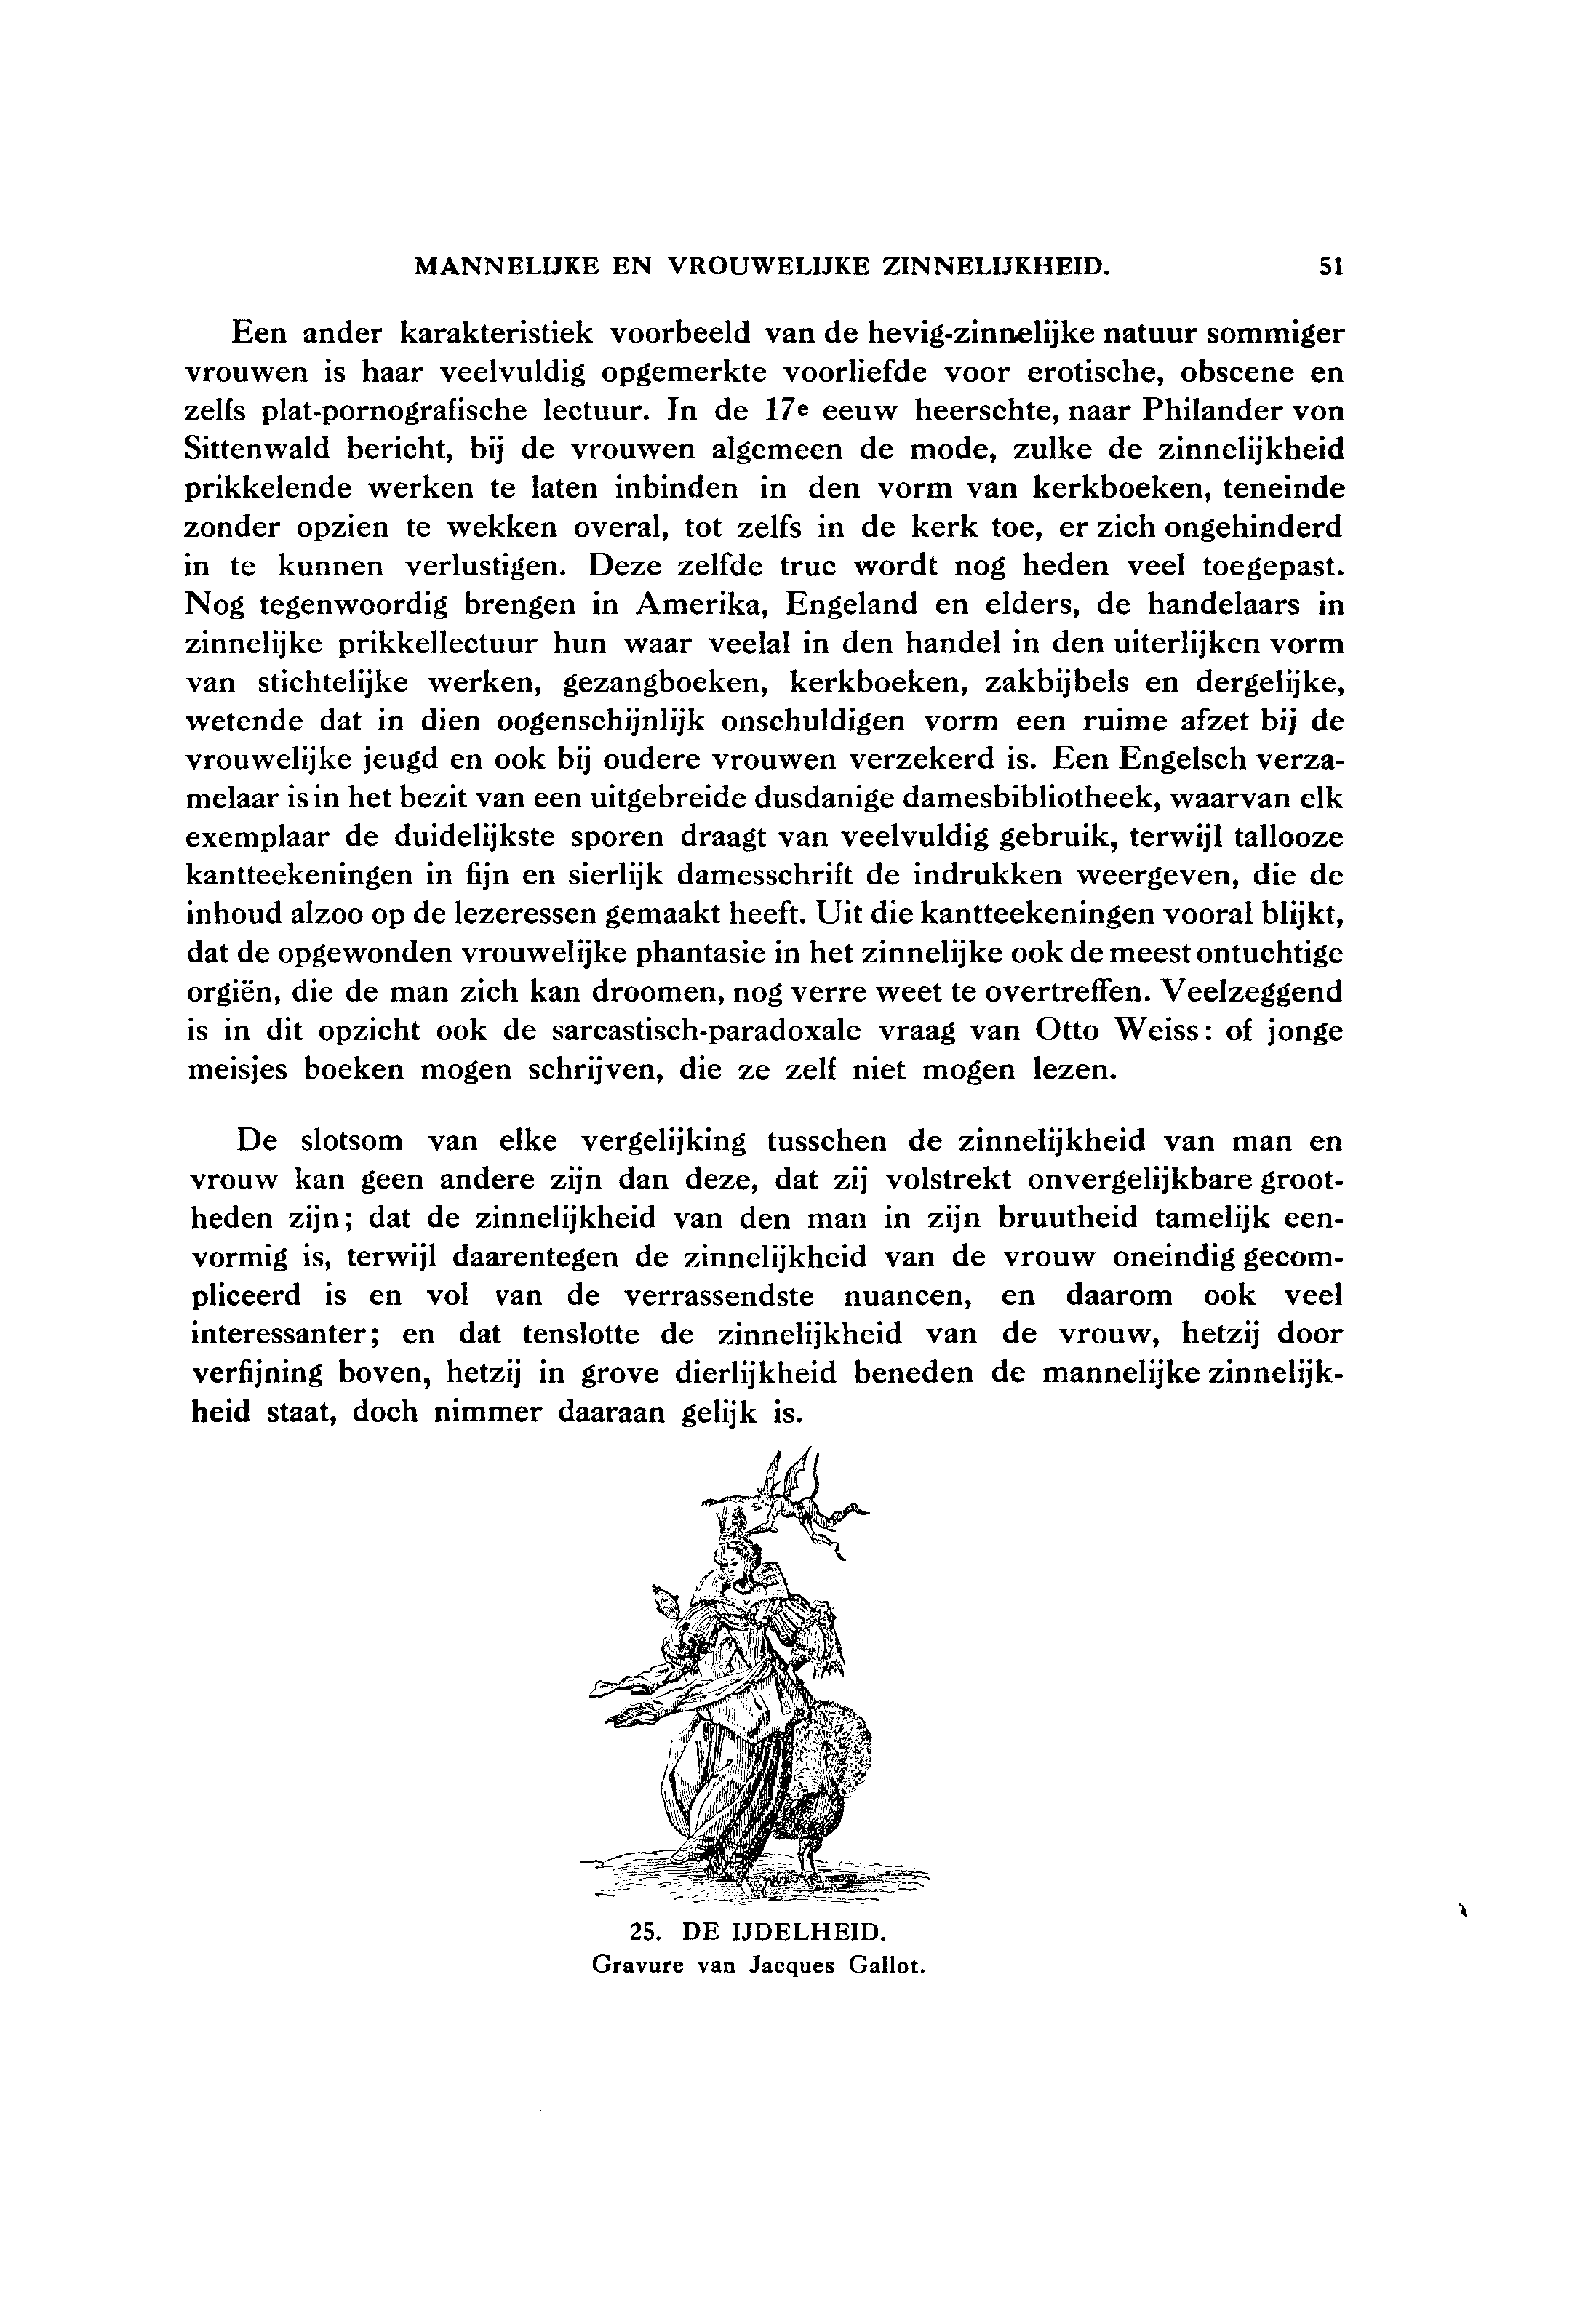 MANNELIJKE EN VROUWELIJKE ZINNELIJKHEID. 51
Een ander karakteristiek voorbeeld van de hevig-zinnelijke natuur sommiger
vrouwen is haar veelvuldig opgemerkte voorliefde voor erotische, obscene en
zelfs plat-pornografische lectuur. In de 17e eeuw heerschte, naar Philander von
Sittenwald bericht, bij de vrouwen algemeen de mode, zulke de zinnelijkheid
prikkelende werken te laten inbinden in den vorm van kerkboeken, teneinde
zonder opzien te wekken overal, tot zelfs in de kerk toe, er zich ongehinderd
in te kunnen verlustigen. Deze zelfde truc wordt nog heden veel toegepast.
Nog tegenwoordig brengen in Amerika, Engeland en elders, de handelaars in
zinnelijke prikkellectuur hun waar veelal in den handel in den uiterlijken vorm
van stichtelijke werken, gezangboeken, kerkboeken, zakbijbels en dergelijke,
wetende dat in dien oogenschijnlijk onschuldigen vorm een ruime afzet bij de
vrouwelijke jeugd en ook bij oudere vrouwen verzekerd is. Een Engelsch verza-
melaar is in het bezit van een uitgebreide dusdanige damesbibliotheek, waarvan elk
exemplaar de duidelijkste sporen draagt van veelvuldig gebruik, terwijl tallooze
kantteekeningen in fijn en sierlijk damesschrift de indrukken weergeven, die de
inhoud alzoo op de lezeressen gemaakt heeft. Uit die kantteekeningen vooral blijkt,
dat de opgewonden vrouwelijke phantasie in het zinnelijke ook de meest ontuchtige
orgiën, die de man zich kan droomen, nog verre weet te overtreffen. Veelzeggend
is in dit opzicht ook de sarcastisch-paradoxale vraag van Otto Weiss: of jonge
meisjes boeken mogen schrijven, die ze zelf niet mogen lezen.
De slotsom van elke vergelijking tusschen de zinnelijkheid van man en
vrouw kan geen andere zijn dan deze, dat zij volstrekt onvergelijkbare groot-
heden zijn; dat de zinnelijkheid van den man in zijn bruutheid tamelijk een-
vormig is, terwijl daarentegen de zinnelijkheid van de vrouw oneindig gecom-
pliceerd is en vol van de verrassendste nuancen, en daarom ook veel
interessanter; en dat tenslotte de zinnelijkheid van de vrouw, hetzij door
verfijning boven, hetzij in grove dierlijkheid beneden de mannelijke zinnelijk-
heid staat, doch nimmer daaraan gelijk is.
25. DE IJDELHEID.
Gravure van Jacques Gallot.